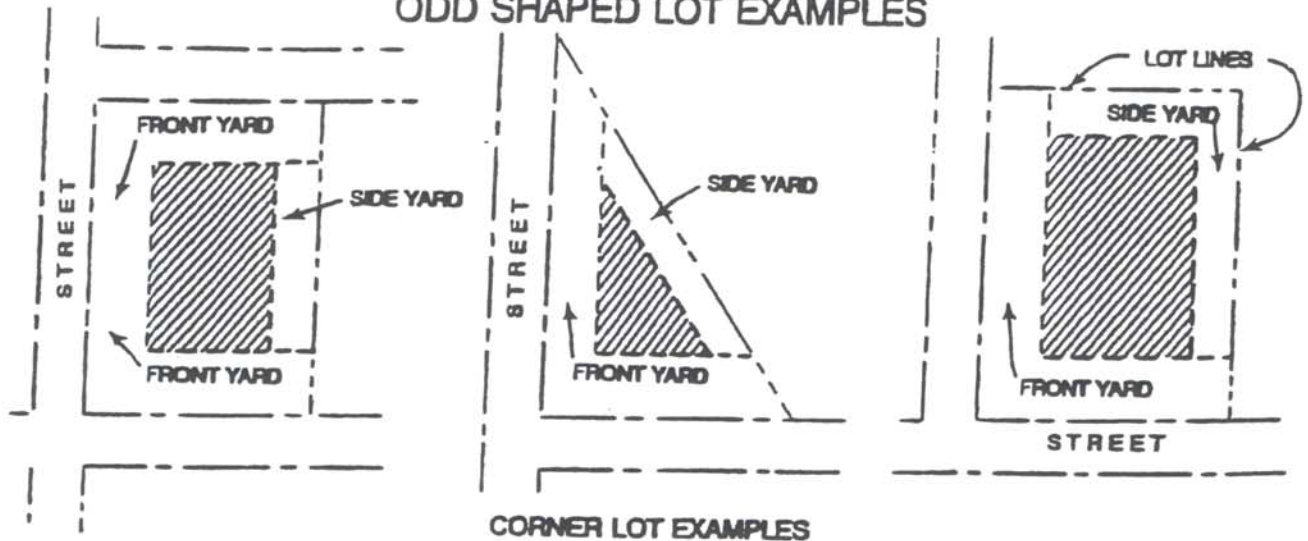 ODD SHAPED LOT EXAMPLES
FRONT YARD
STREET
SIDE YARD
FRONT YARD
STREET
SIDE YARD
FRONT YARD
LOT LINES
SIDE YARD
FRONT YARD
STREET
CORNER LOT EXAMPLES